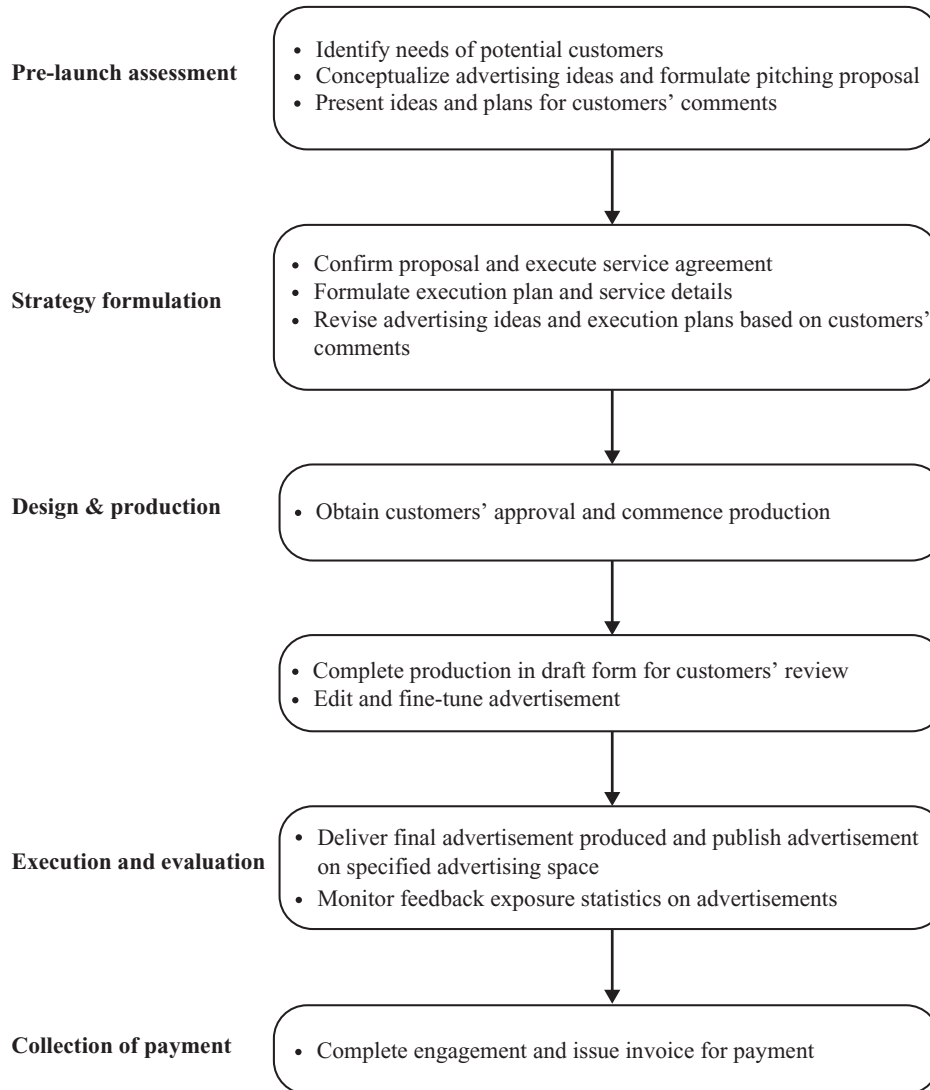 Pre-launch assessment
• Identify needs of potential customers
• Conceptualize advertising ideas and formulate pitching proposal
• Present ideas and plans for customers’ comments
Strategy formulation
• Confirm proposal and execute service agreement
• Formulate execution plan and service details
• Revise advertising ideas and execution plans based on customers’
comments
Design & production
• Obtain customers’ approval and commence production
• Complete production in draft form for customers’ review
• Edit and fine-tune advertisement
Execution and evaluation
• Deliver final advertisement produced and publish advertisement
on specified advertising space
• Monitor feedback exposure statistics on advertisements
Collection of payment
• Complete engagement and issue invoice for payment